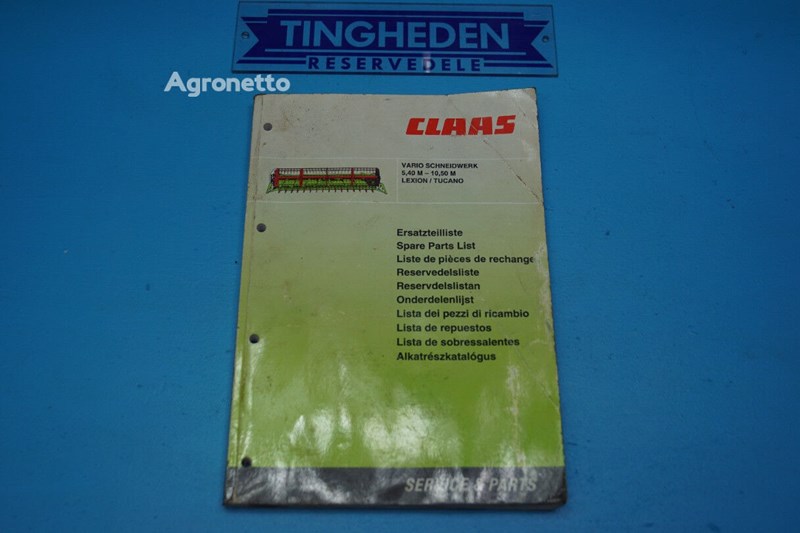 TINGHEDEN
RESERVEDELE
Agronetto
CLAAS
VARIO SCHNEIDWERK
5,40 M – 10,50 M
LEXION / TUCANO
Ersatzteilliste
Spare Parts List
Liste de pièces de rechange
Reservedelsliste
Reservdelslistan
Onderdelenlijst
Lista dei pezzi di ricambio
Lista de repuestos
Lista de sobressalentes
Alkatrészkatalógus
SERVICE & PARTS